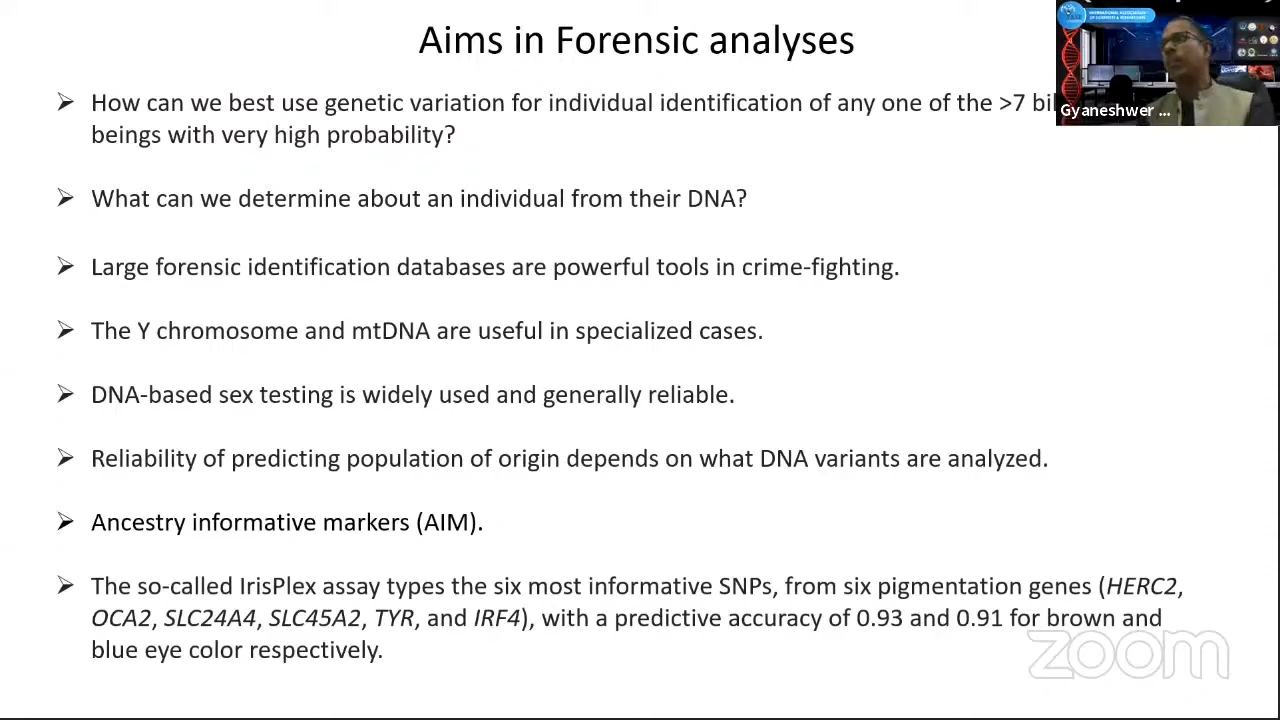 Aims in Forensic analyses
INTERNATIONAL ASSOCIATION
OF SCIENTISTS & RESEARCHERS
Gyaneshwer ...
➢ How can we best use genetic variation for individual identification of any one of the >7 bil
beings with very high probability?
➢ What can we determine about an individual from their DNA?
➢ Large forensic identification databases are powerful tools in crime-fighting.
➢ The Y chromosome and mtDNA are useful in specialized cases.
➢ DNA-based sex testing is widely used and generally reliable.
➢ Reliability of predicting population of origin depends on what DNA variants are analyzed.
➢ Ancestry informative markers (AIM).
➢ The so-called IrisPlex assay types the six most informative SNPs, from six pigmentation genes (HERC2,
OCA2, SLC24A4, SLC45A2, TYR, and IRF4), with a predictive accuracy of 0.93 and 0.91 for brown and
blue eye color respectively.
zoom